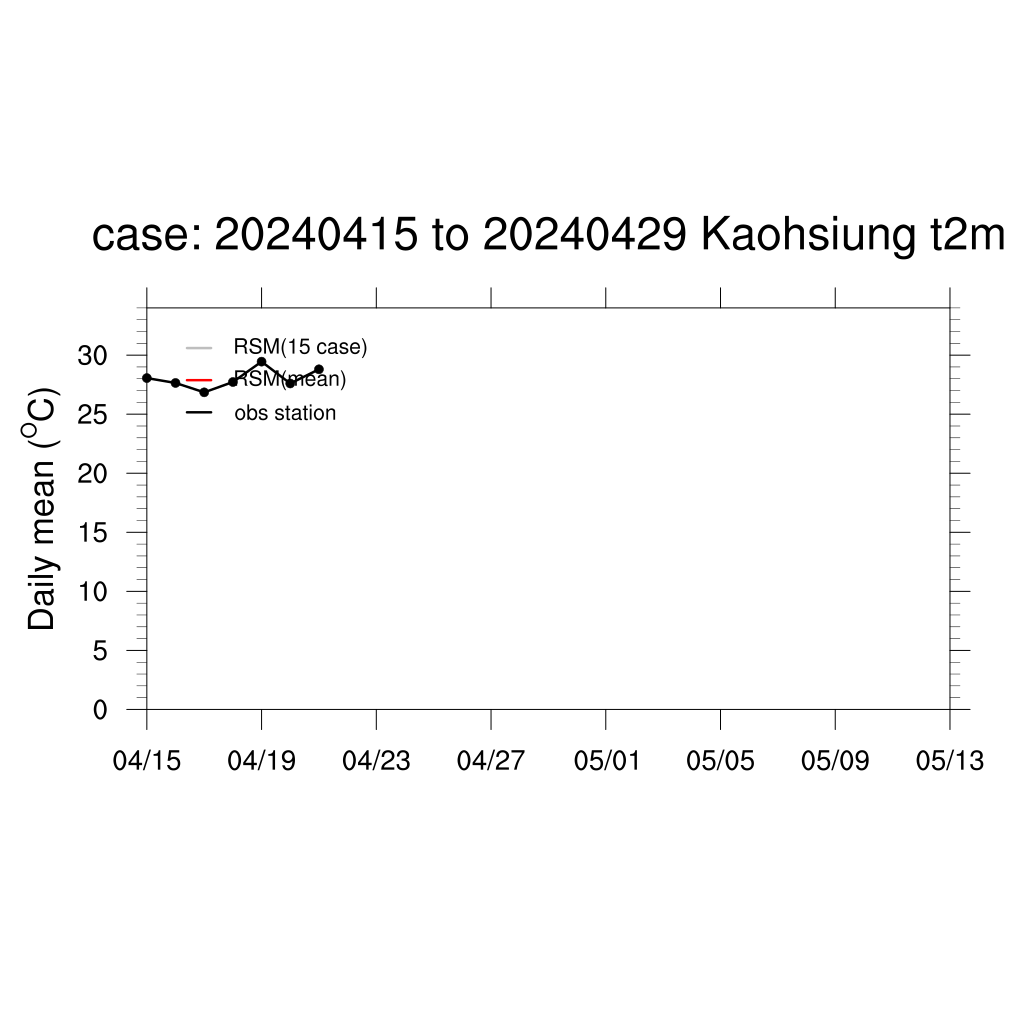 case: 20240415 to 20240429 Kaohsiung t2m
Daily mean (°C)
30
25
20
15
10
5
0
RSM(15 case)
RSM(mean)
obs station
04/15 04/19 04/23 04/27 05/01 05/05 05/09 05/13